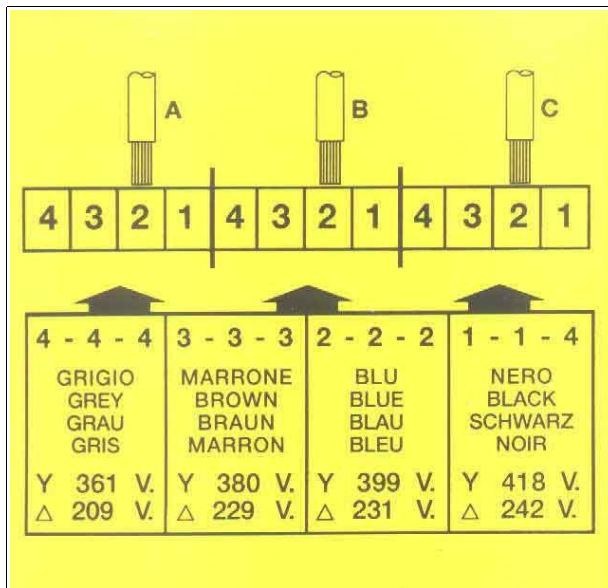 A B C
4 3 2 1 4 3 2 1 4 3 2 1
4 - 4 - 4 3 - 3 - 3 2 - 2 - 2 1 - 1 - 4
GRIGIO MARRONE BLU NERO
GREY BROWN BLUE BLACK
GRAU BRAUN BLAU SCHWARZ
GRIS MARRON BLEU NOIR
Y 361 V. Y 380 V. Y 399 V. Y 418 V.
△ 209 V. △ 229 V. △ 231 V. △ 242 V.